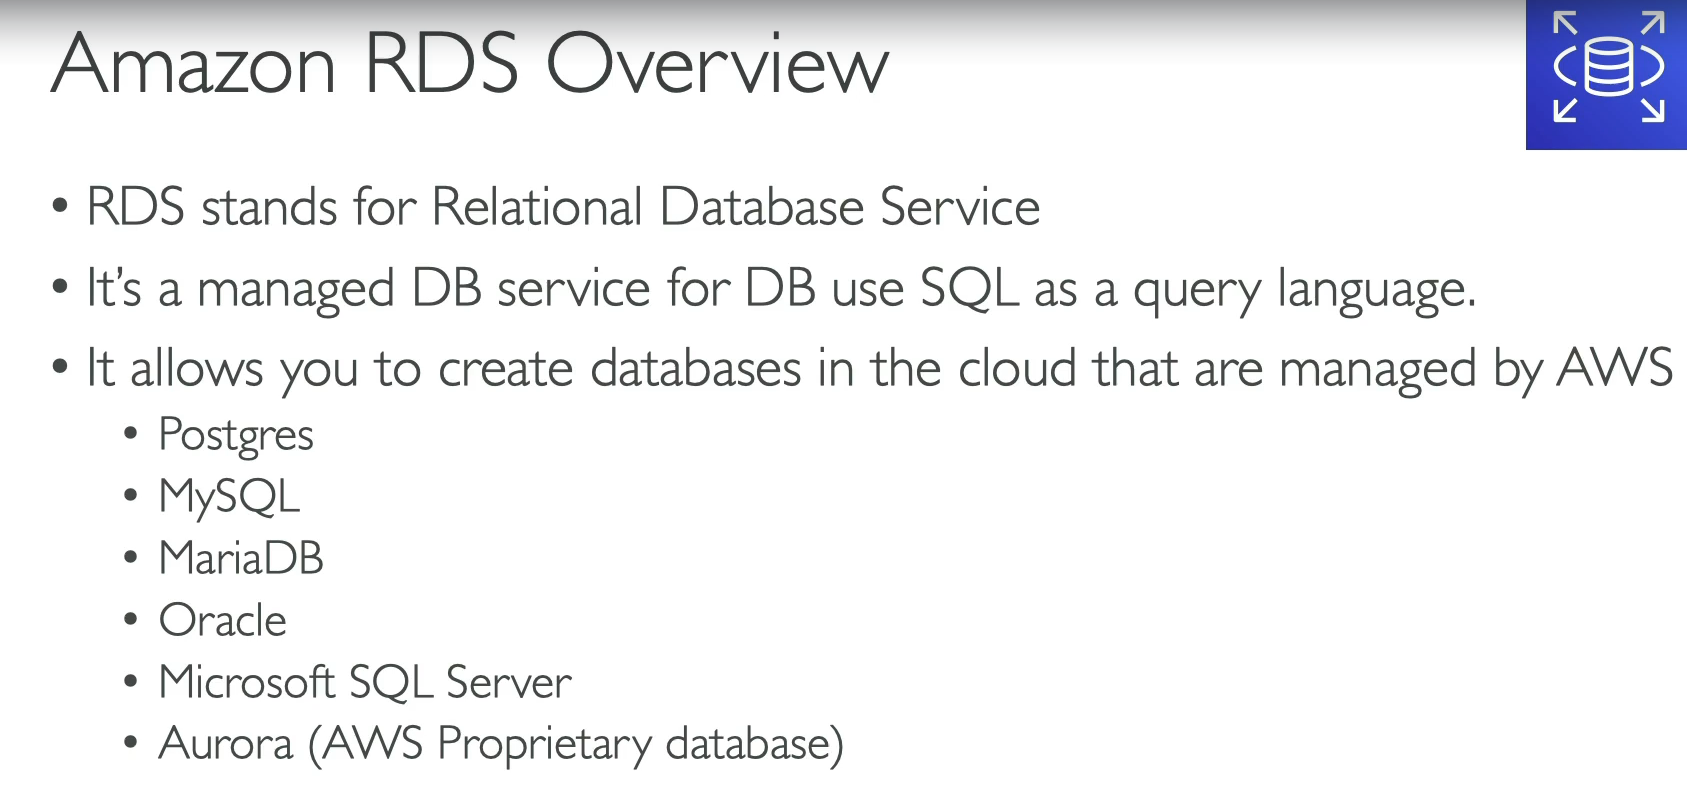 Amazon RDS Overview
• RDS stands for Relational Database Service
• It’s a managed DB service for DB use SQL as a query language.
• It allows you to create databases in the cloud that are managed by AWS
• Postgres
• MySQL
• MariaDB
• Oracle
• Microsoft SQL Server
• Aurora (AWS Proprietary database)